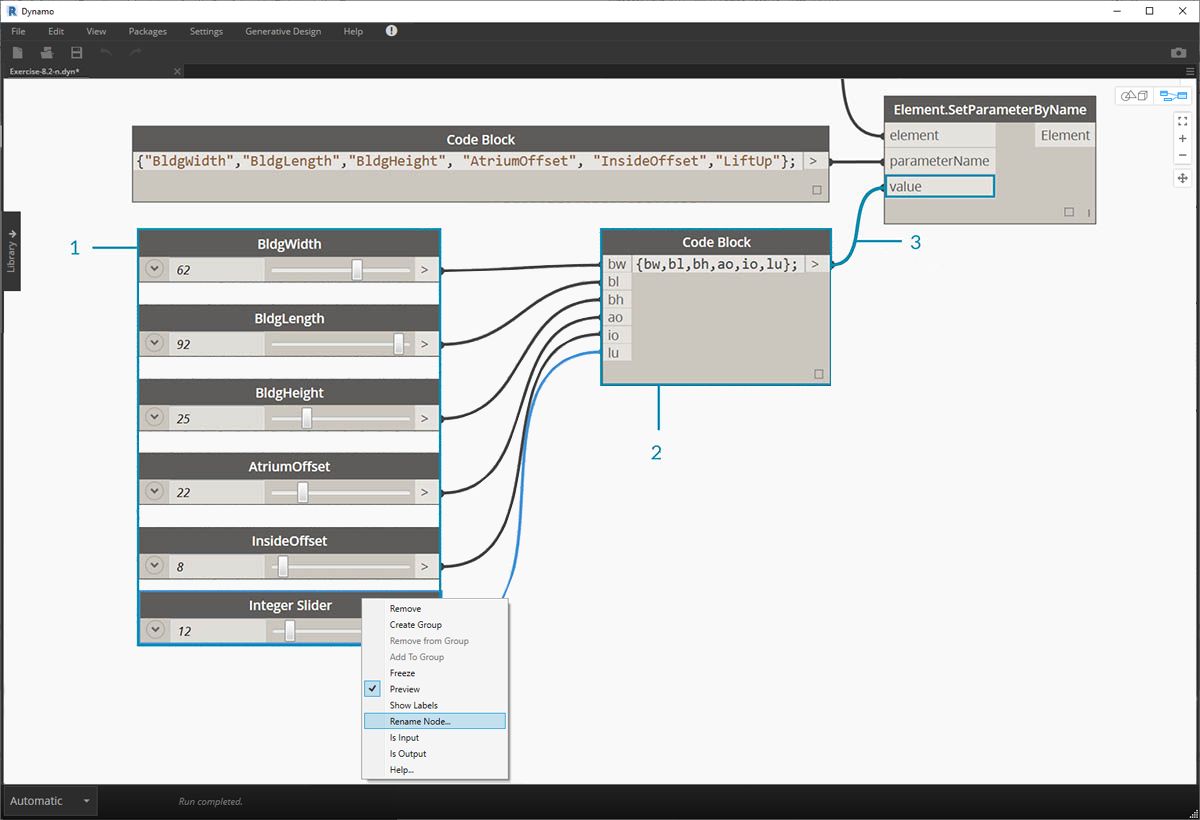 Dynamo
File Edit View Packages Settings Generative Design Help
Exercise-8.2-n.dyn*
Element.SetParameterByName
element Element
parameterName
value
Code Block
{"BldgWidth","BldgLength","BldgHeight", "AtriumOffset", "InsideOffset","LiftUp"}; >
Library
1
BldgWidth
62 >
BldgLength
92 >
BldgHeight
25 >
AtriumOffset
22 >
InsideOffset
8 >
Integer Slider
12
Code Block
bw {bw,bl,bh,ao,io,lu}; >
bl
bh
ao
io
lu
2
3
Remove
Create Group
Remove from Group
Add To Group
Freeze
Preview
Show Labels
Rename Node...
Is Input
Is Output
Help...
Automatic Run completed.